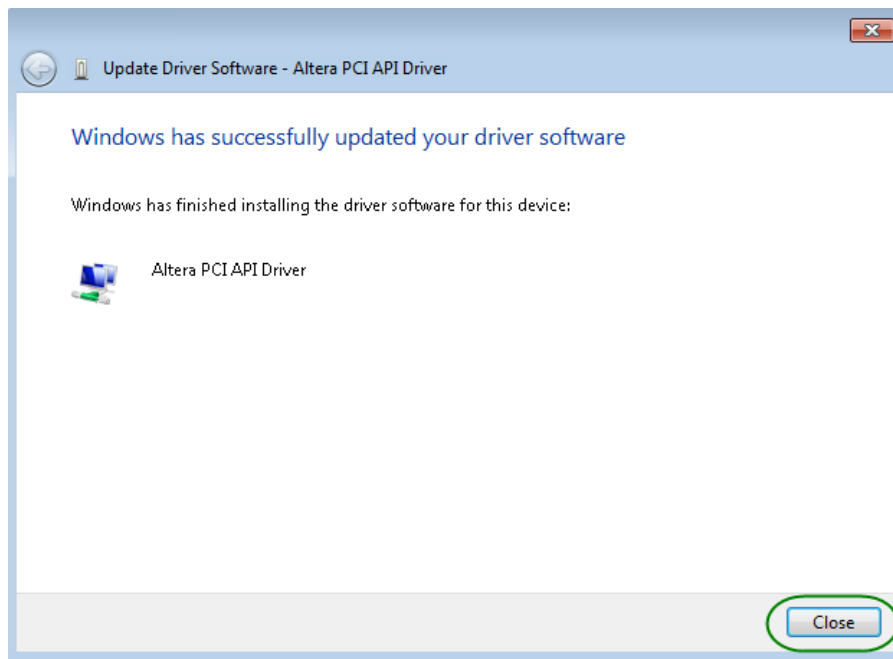 Update Driver Software - Altera PCI API Driver
Windows has successfully updated your driver software
Windows has finished installing the driver software for this device:
Altera PCI API Driver
Close